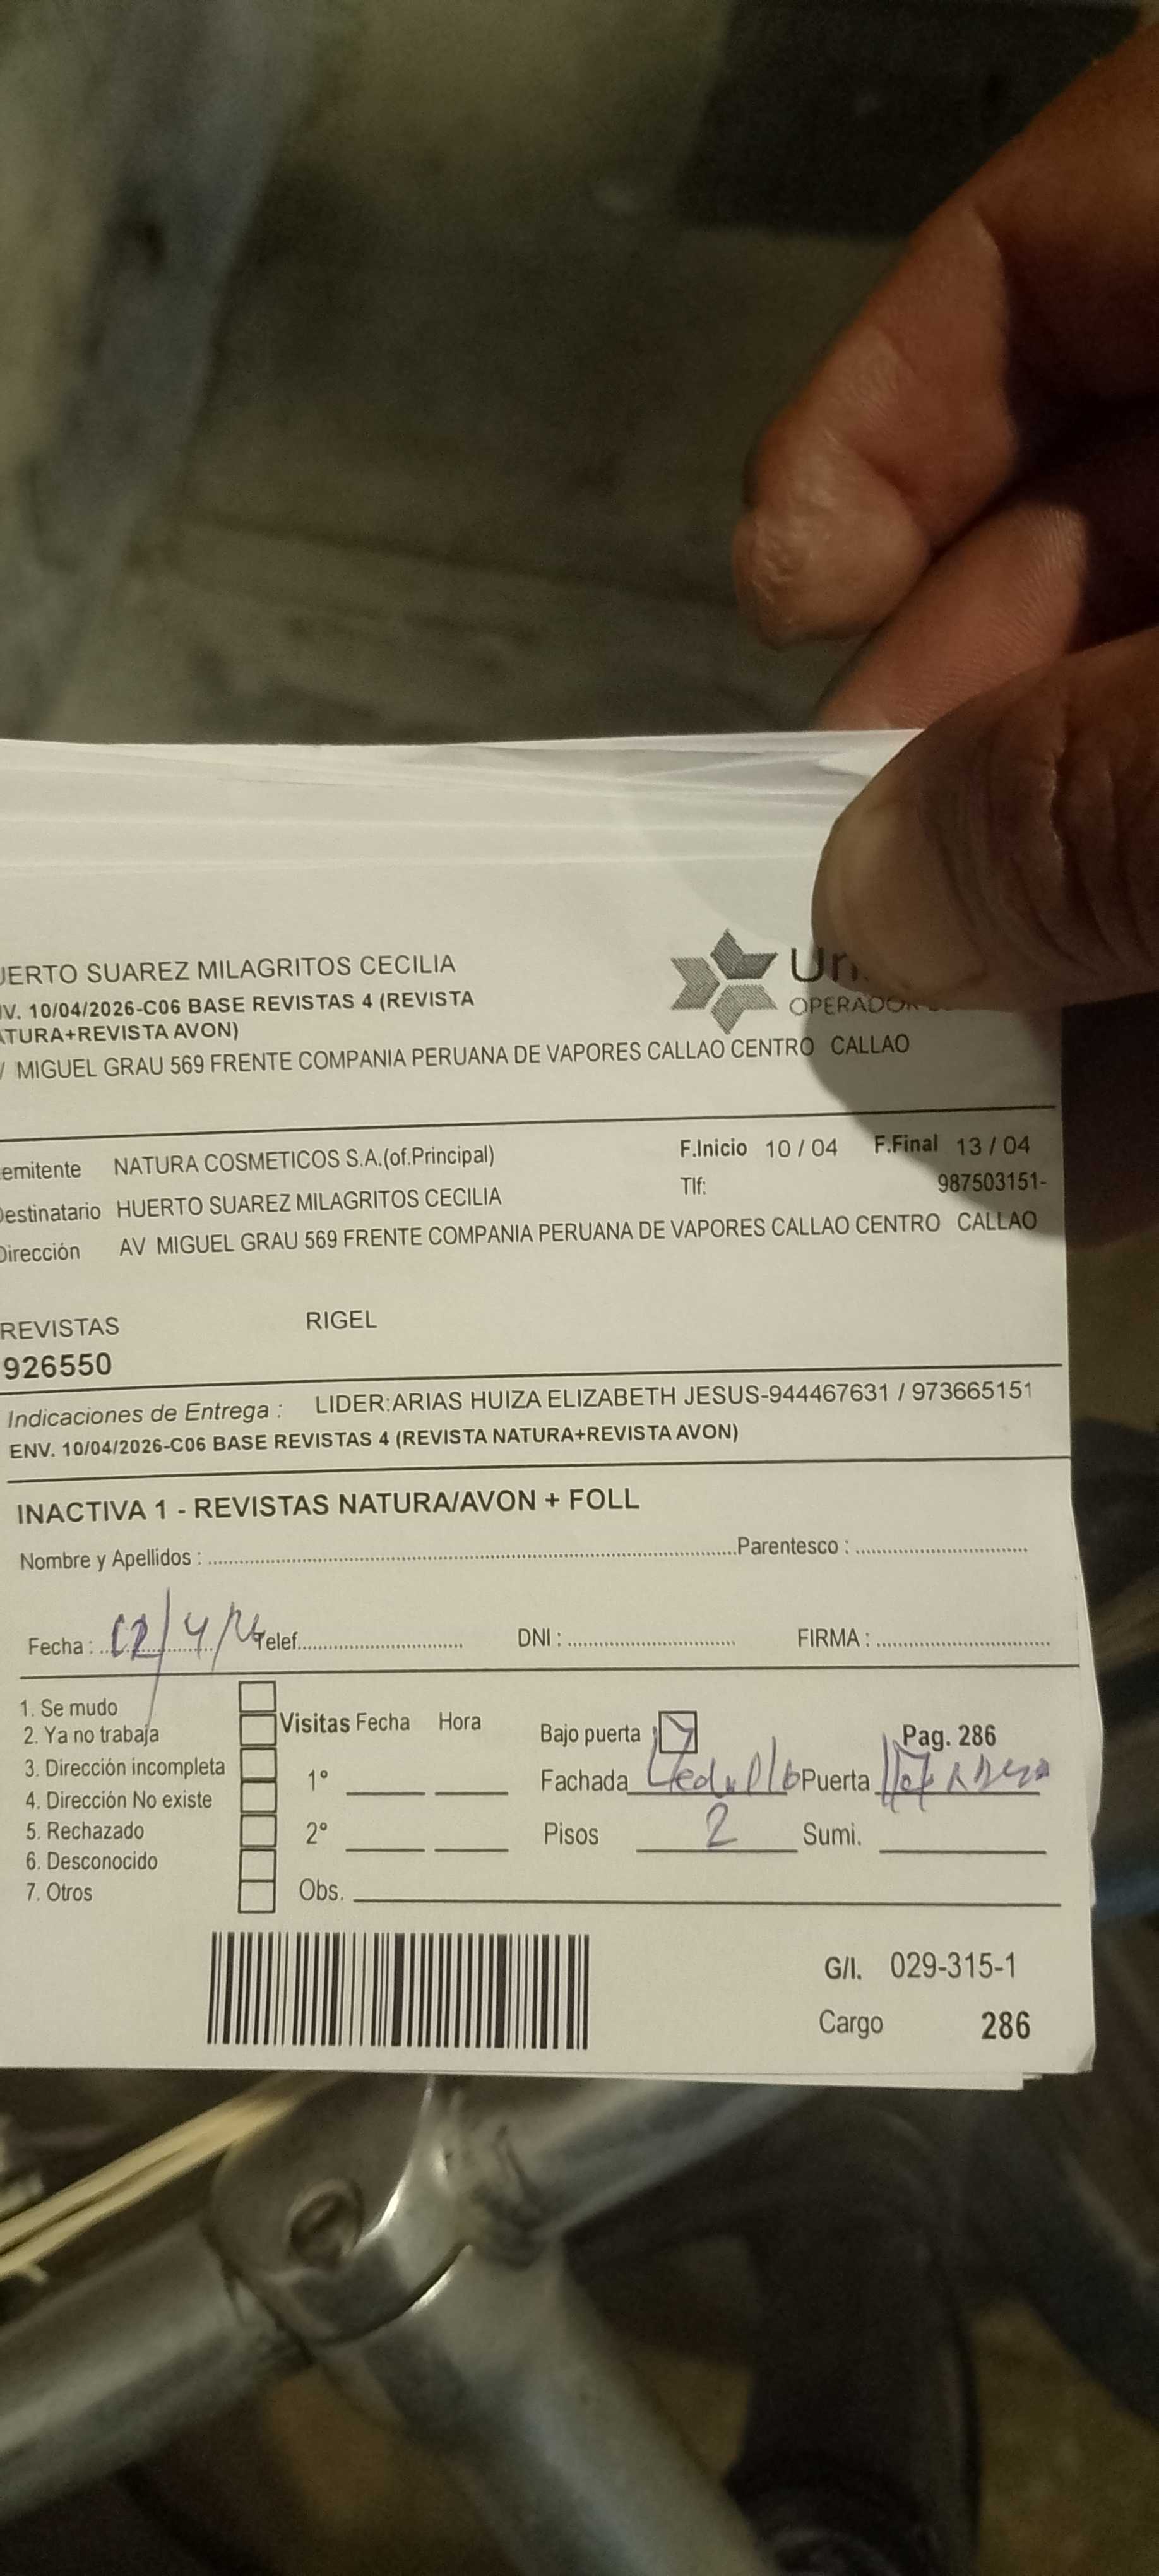 UERTO SUAREZ MILAGRITOS CECILIA
V. 10/04/2026-C06 BASE REVISTAS 4 (REVISTA
ATURA+REVISTA AVON)
MIGUEL GRAU 569 FRENTE COMPANIA PERUANA DE VAPORES CALLAO CENTRO CALLAO
Un
OPERADOR
emitente NATURA COSMETICOS S.A.(of.Principal) F.Inicio 10 / 04 F.Final 13 / 04
Destinatario HUERTO SUAREZ MILAGRITOS CECILIA Tlf: 987503151-
Dirección AV MIGUEL GRAU 569 FRENTE COMPANIA PERUANA DE VAPORES CALLAO CENTRO CALLAO
REVISTAS RIGEL
926550
Indicaciones de Entrega : LIDER:ARIAS HUIZA ELIZABETH JESUS-944467631 / 973665151
ENV. 10/04/2026-C06 BASE REVISTAS 4 (REVISTA NATURA+REVISTA AVON)
INACTIVA 1 - REVISTAS NATURA/AVON + FOLL
Nombre y Apellidos : Parentesco :
Fecha : Telef. DNI : FIRMA :
1. Se mudo
2. Ya no trabaja
3. Dirección incompleta
4. Dirección No existe
5. Rechazado
6. Desconocido
7. Otros
Visitas Fecha Hora
1°
2°
Obs.
Bajo puerta Pag. 286
Fachada Puerta
Pisos 2 Sumi.
G/I. 029-315-1
Cargo 286